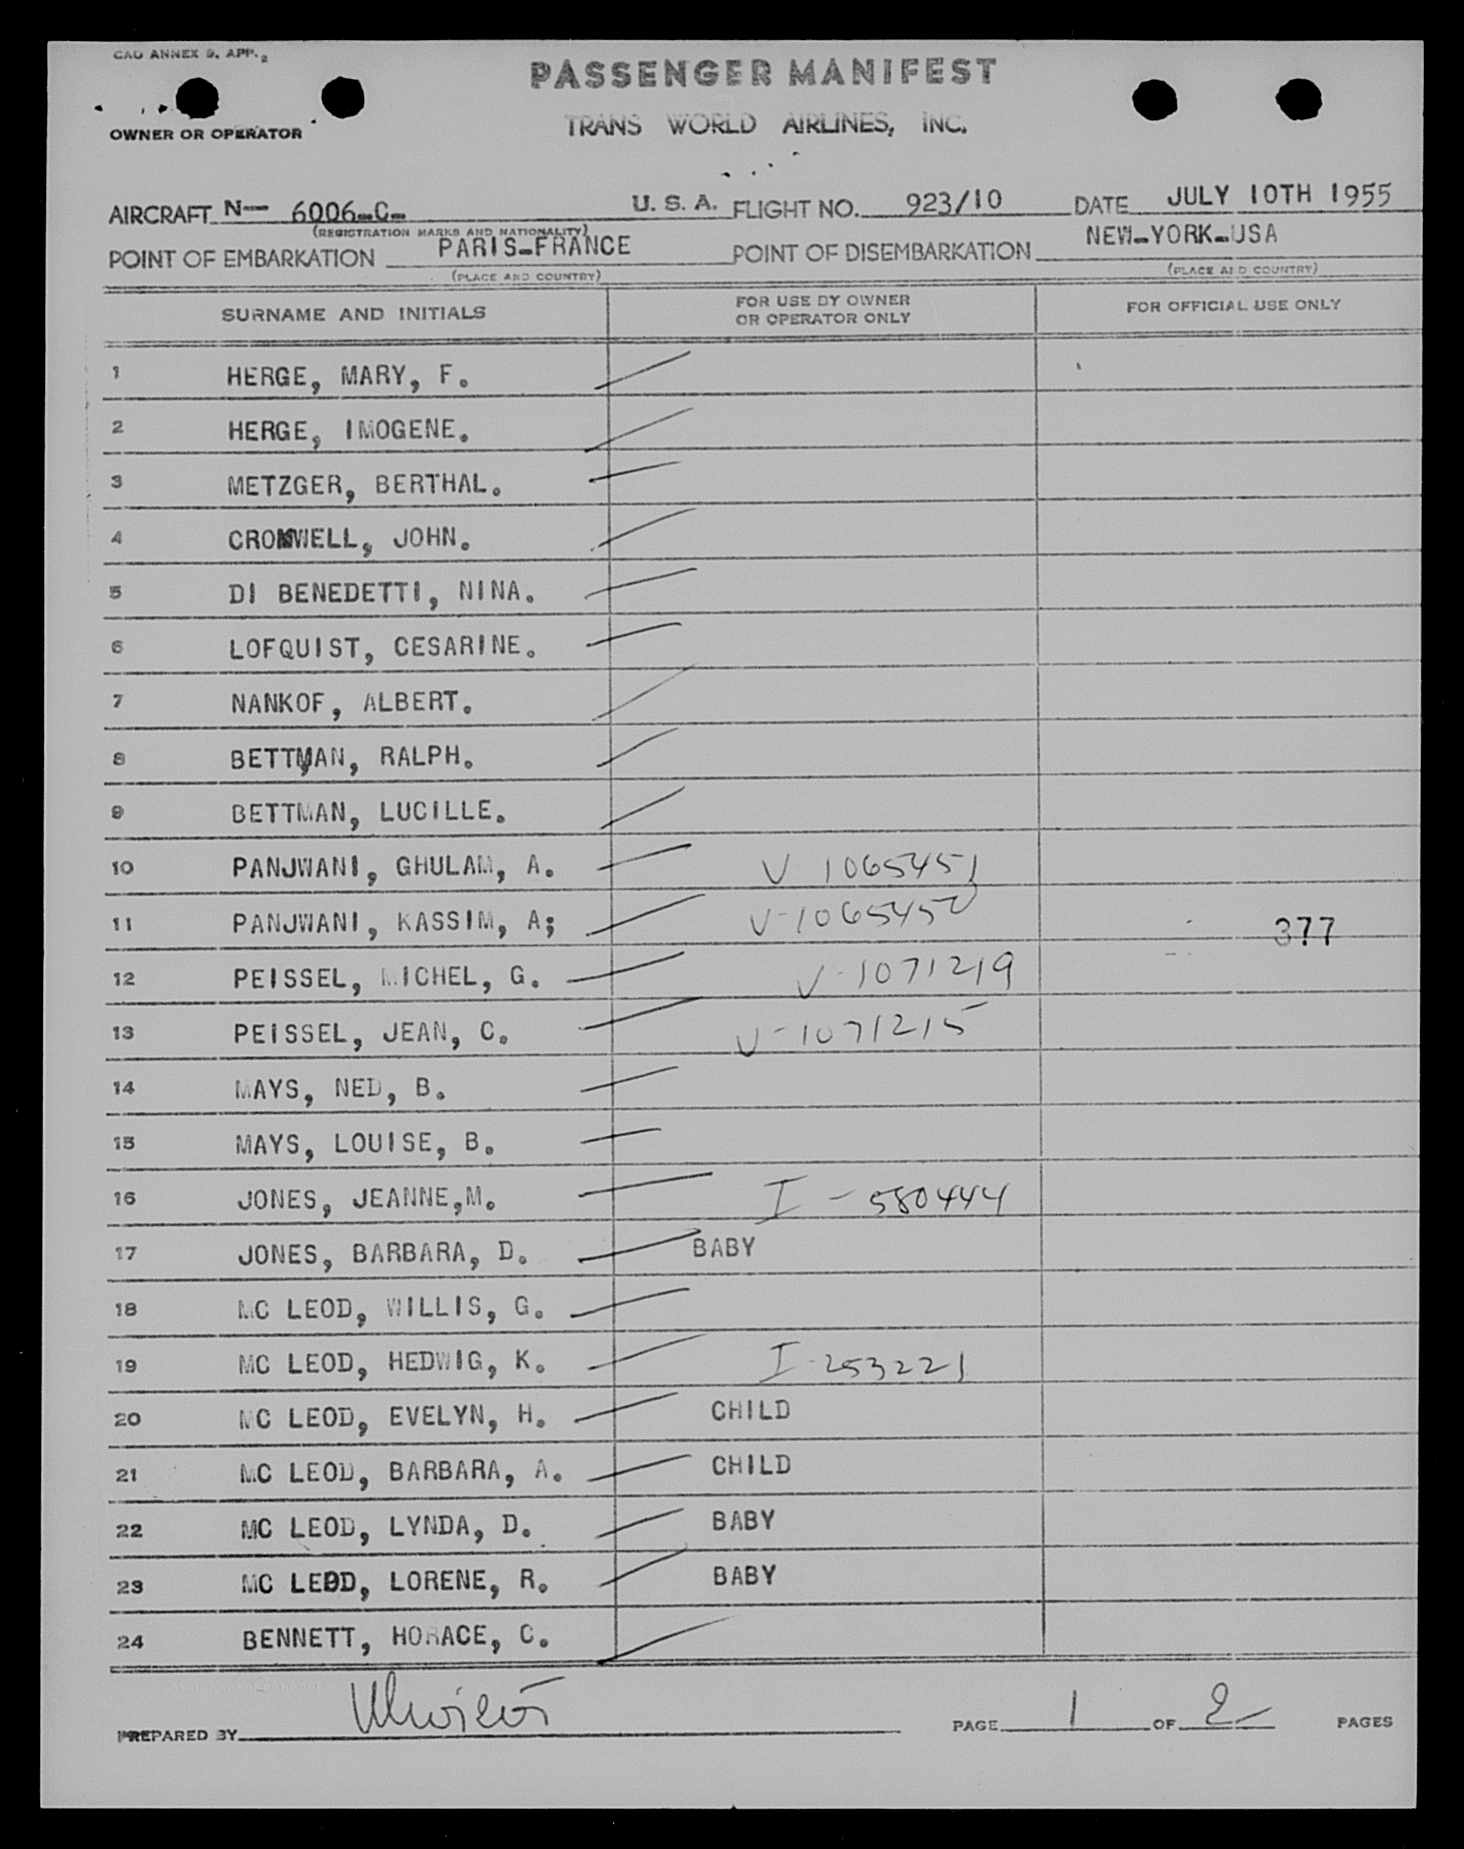 CAO ANNEX 9. APP. 2
PASSENGER MANIFEST
OWNER OR OPERATOR TRANS WORLD AIRLINES, INC.
AIRCRAFT N-- 6006-C- U. S. A. FLIGHT NO. 923/10 DATE JULY 10TH 1955
(REGISTRATION MARKS AND NATIONALITY)
POINT OF EMBARKATION PARIS-FRANCE POINT OF DISEMBARKATION NEW-YORK-USA
(PLACE AND COUNTRY) (PLACE AND COUNTRY)
SURNAME AND INITIALS FOR USE BY OWNER OR OPERATOR ONLY FOR OFFICIAL USE ONLY
1 HERGE, MARY, F.
2 HERGE, IMOGENE.
3 METZGER, BERTHAL.
4 CROMWELL, JOHN.
5 DI BENEDETTI, NINA.
6 LOFQUIST, CESARINE.
7 NANKOF, ALBERT.
8 BETTMAN, RALPH.
9 BETTMAN, LUCILLE.
10 PANJWANI, GHULAM, A. V 1065451
11 PANJWANI, KASSIM, A; V-1065450 377
12 PEISSEL, MICHEL, G. V-1071219
13 PEISSEL, JEAN, C. V-1071215
14 MAYS, NED, B.
15 MAYS, LOUISE, B.
16 JONES, JEANNE,M. I-580444
17 JONES, BARBARA, D. BABY
18 MC LEOD, WILLIS, G.
19 MC LEOD, HEDWIG, K. I-253221
20 MC LEOD, EVELYN, H. CHILD
21 MC LEOD, BARBARA, A. CHILD
22 MC LEOD, LYNDA, D. BABY
23 MC LEOD, LORENE, R. BABY
24 BENNETT, HORACE, C.
PREPARED BY PAGE 1 OF 2 PAGES